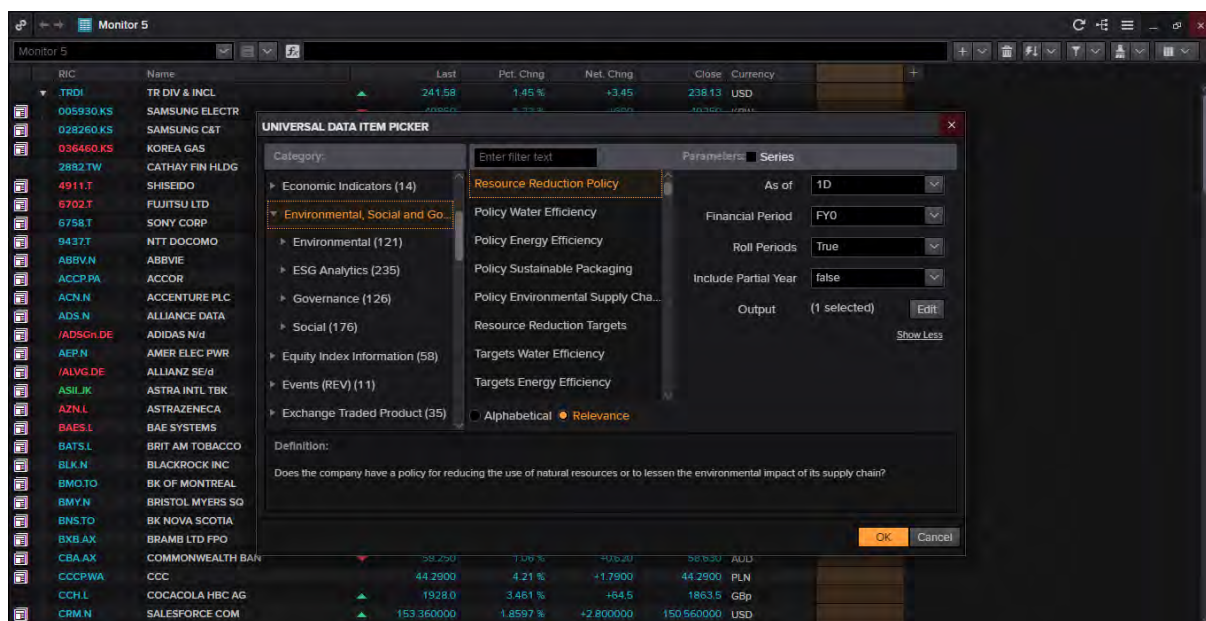 Monitor 5
Monitor 5
RIC Name Last Pct. Chng Net. Chng Close Currency
.TRDI TR DIV & INCL 241.58 1.45 % +3.45 238.13 USD
005930.KS SAMSUNG ELECTR
028260.KS SAMSUNG C&T
036460.KS KOREA GAS
2882.TW CATHAY FIN HLDG
4911.T SHISEIDO
6702.T FUJITSU LTD
6758.T SONY CORP
9437.T NTT DOCOMO
ABBV.N ABBVIE
ACCP.PA ACCOR
ACN.N ACCENTURE PLC
ADS.N ALLIANCE DATA
/ADSGn.DE ADIDAS N/d
AEP.N AMER ELEC PWR
/ALVG.DE ALLIANZ SE/d
ASII.JK ASTRA INTL TBK
AZN.L ASTRAZENECA
BAES.L BAE SYSTEMS
BATS.L BRIT AM TOBACCO
BLK.N BLACKROCK INC
BMO.TO BK OF MONTREAL
BMY.N BRISTOL MYERS SQ
BNS.TO BK NOVA SCOTIA
BXB.AX BRAMB LTD FPO
CBA.AX COMMONWEALTH BAN 59.250 1.06 % +0.620 58.630 AUD
CCCP.WA CCC 44.2900 4.21 % +1.7900 44.2900 PLN
CCH.L COCACOLA HBC AG 1928.0 3.461 % +64.5 1863.5 GBp
CRM.N SALESFORCE COM 153.360000 1.8597 % +2.800000 150.560000 USD
UNIVERSAL DATA ITEM PICKER
Category:
Economic Indicators (14)
Environmental, Social and Go...
Environmental (121)
ESG Analytics (235)
Governance (126)
Social (176)
Equity Index Information (58)
Events (REV) (11)
Exchange Traded Product (35)
Enter filter text
Resource Reduction Policy
Policy Water Efficiency
Policy Energy Efficiency
Policy Sustainable Packaging
Policy Environmental Supply Cha...
Resource Reduction Targets
Targets Water Efficiency
Targets Energy Efficiency
Alphabetical Relevance
Parameters: Series
As of 1D
Financial Period FY0
Roll Periods True
Include Partial Year false
Output (1 selected) Edit
Show Less
Definition:
Does the company have a policy for reducing the use of natural resources or to lessen the environmental impact of its supply chain?
OK Cancel